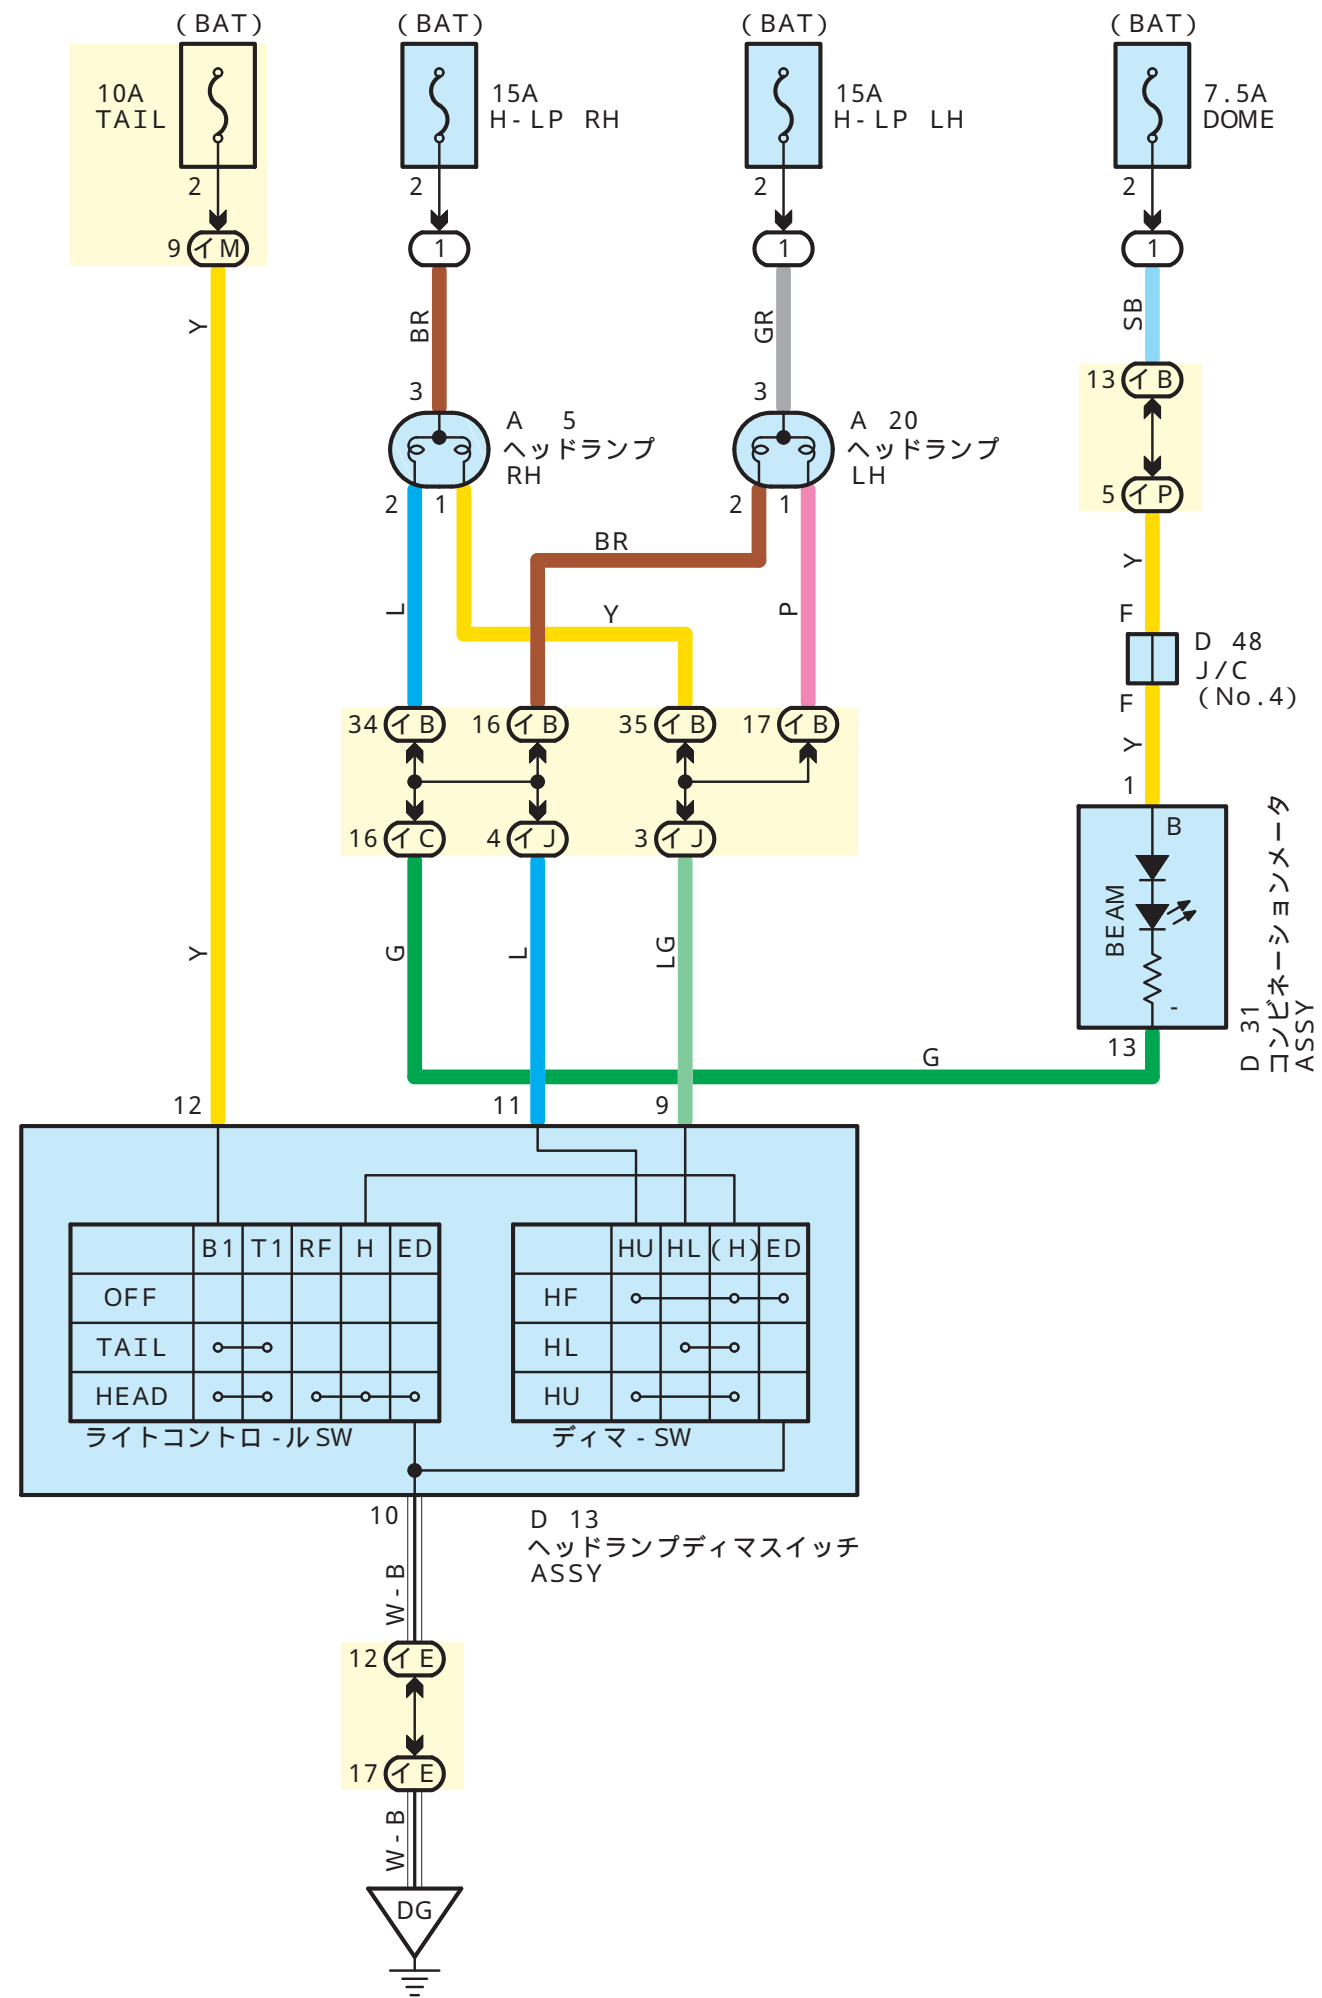 (BAT)
(BAT)
(BAT)
(BAT)
10A
TAIL
15A
H-LP RH
15A
H-LP LH
7.5A
DOME
2
2
2
2
9 イM
1
1
1
Y
BR
GR
SB
3
3
13 イB
A 5
ヘッドランプ
RH
A 20
ヘッドランプ
LH
2
1
2
1
5 イP
BR
Y
L
Y
P
F
D 48
J/C
(No.4)
F
34 イB
16 イB
35 イB
17 イB
Y
1
16 イC
4 イJ
3 イJ
B
BEAM
-
D 31
コンビネーションメータ
ASSY
Y
G
L
LG
13
G
12
11
9
B1 T1 RF H ED
OFF
TAIL
HEAD
ライトコントロ-ルSW
HU HL (H) ED
HF
HL
HU
ディマ-SW
10
D 13
ヘッドランプディマスイッチ
ASSY
W-B
12 イE
17 イE
W-B
DG